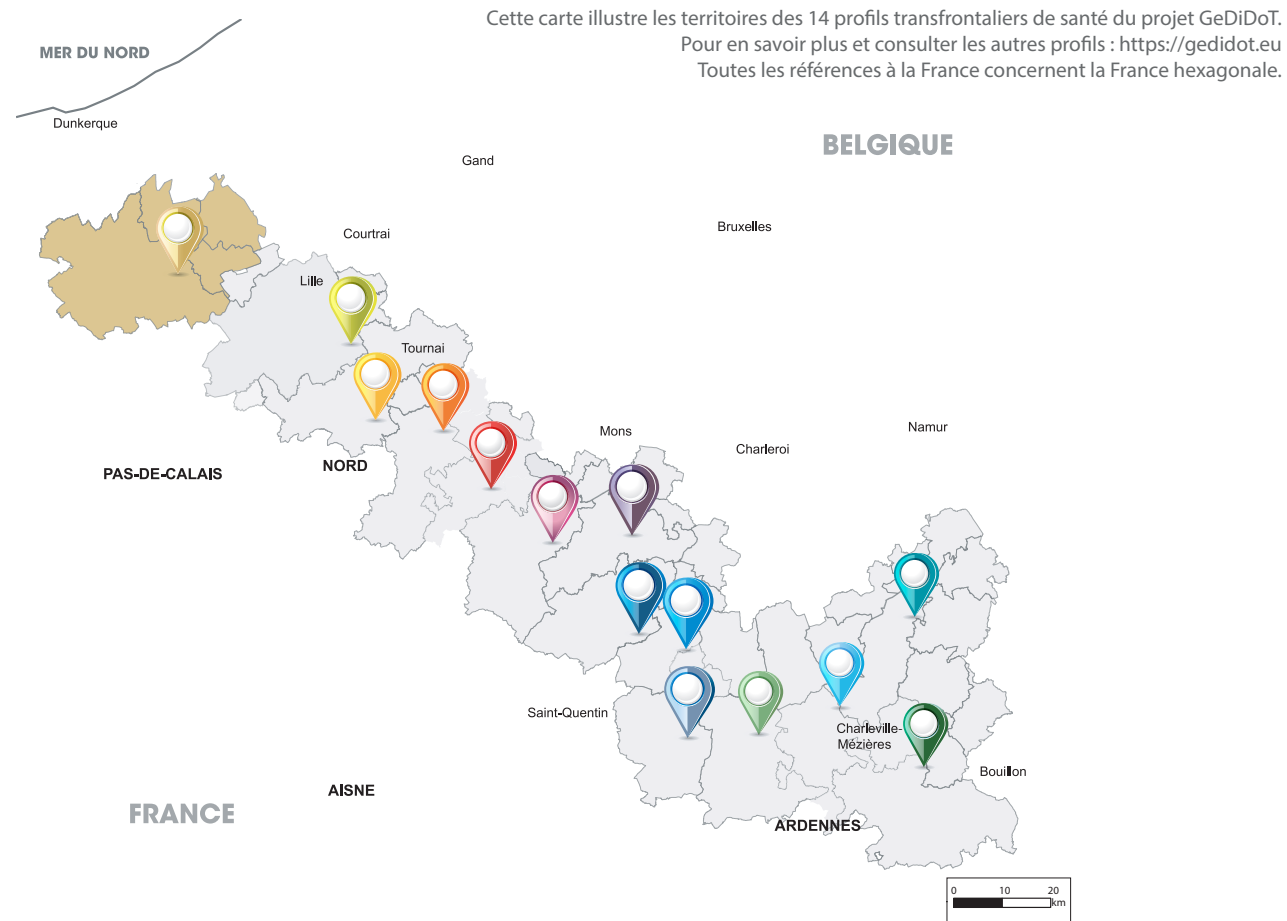 Cette carte illustre les territoires des 14 profils transfrontaliers de santé du projet GeDiDoT.
Pour en savoir plus et consulter les autres profils : https://gedidot.eu
Toutes les références à la France concernent la France hexagonale.
MER DU NORD
Dunkerque
BELGIQUE
Gand
Bruxelles
Courtrai
Lille
Tournai
Mons
Namur
Charleroi
NORD
PAS-DE-CALAIS
Saint-Quentin
Charleville-
Mézières
Bouillon
AISNE
FRANCE
ARDENNES
0 10 20
km